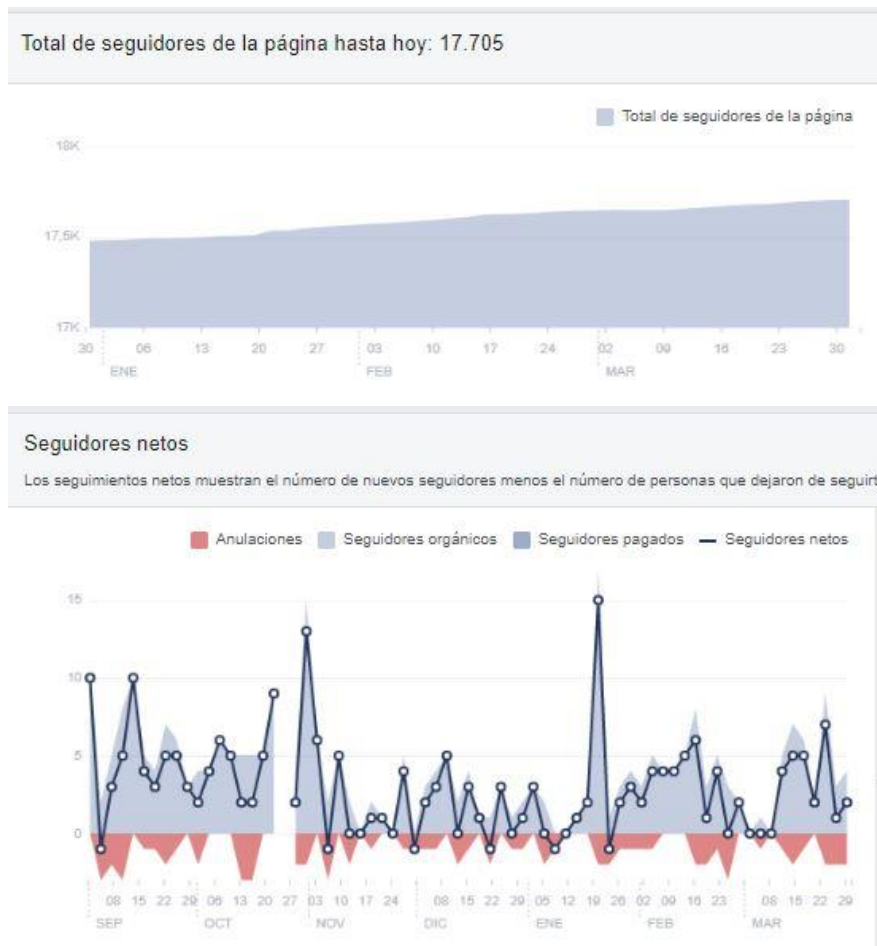 Total de seguidores de la página hasta hoy: 17.705
Total de seguidores de la página
18K
17,5K
17K
30 06 13 20 27 03 10 17 24 02 09 16 23 30
ENE FEB MAR
Seguidores netos
Los seguimientos netos muestran el número de nuevos seguidores menos el número de personas que dejaron de seguirt
Anulaciones Seguidores orgánicos Seguidores pagados Seguidores netos
15
10
5
0
08 15 22 29 06 13 20 27 03 10 17 24 08 15 22 29 05 12 19 26 02 09 16 23 08 15 22 29
SEP OCT NOV DIC ENE FEB MAR